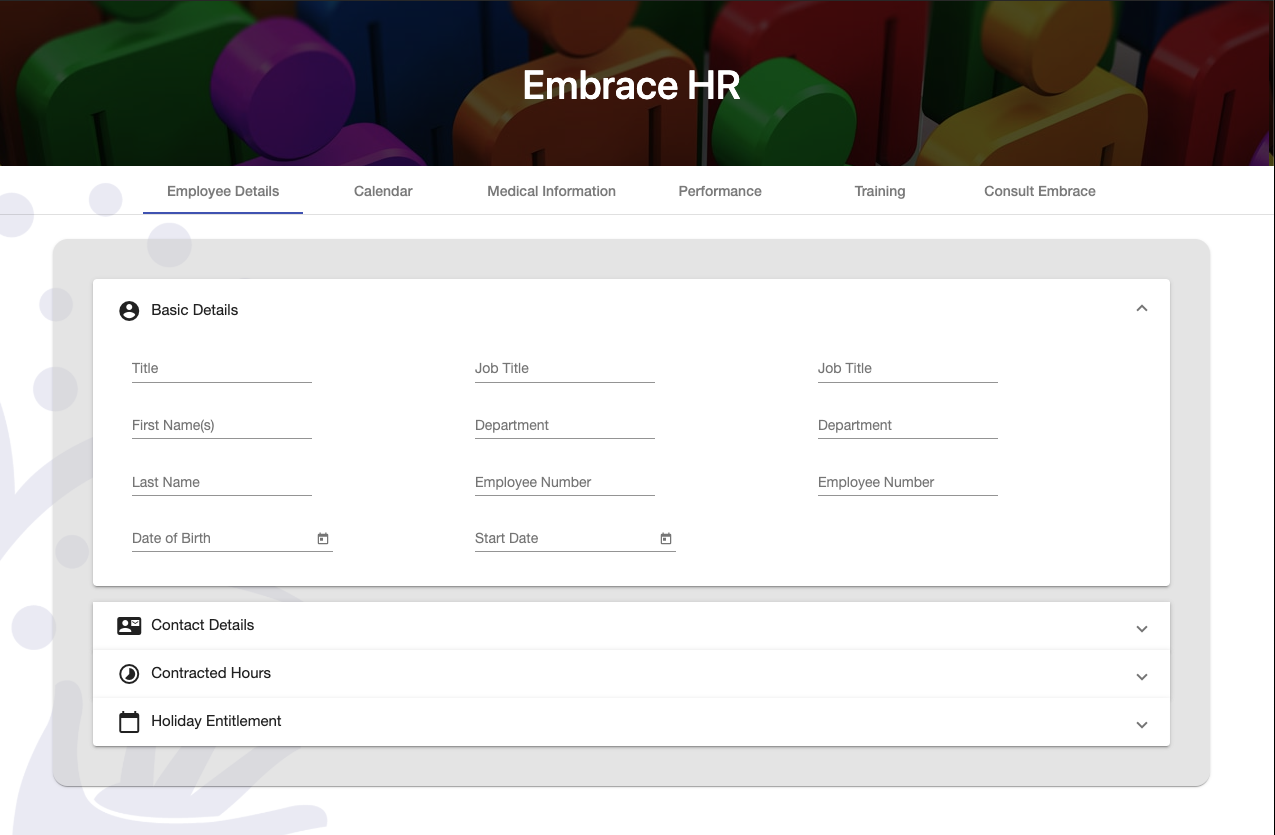 Embrace HR
Employee Details Calendar Medical Information Performance Training Consult Embrace
Basic Details
Title Job Title Job Title
First Name(s) Department Department
Last Name Employee Number Employee Number
Date of Birth Start Date
Contact Details
Contracted Hours
Holiday Entitlement